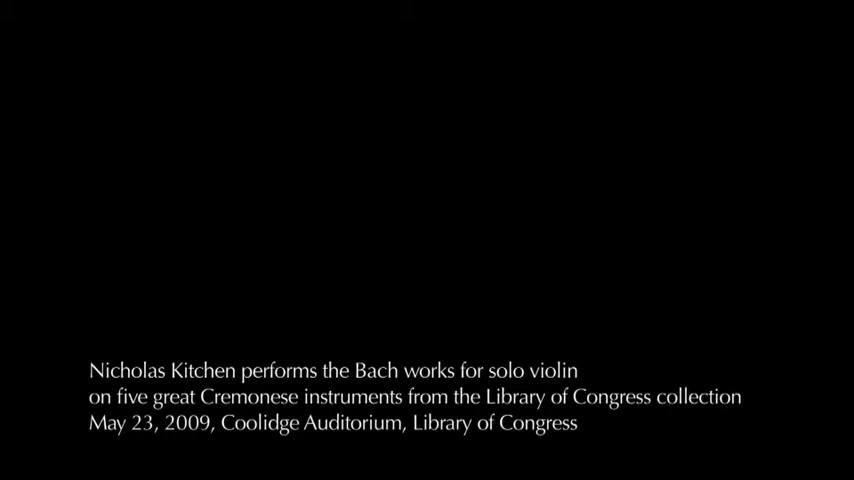 Nicholas Kitchen performs the Bach works for solo violin
on five great Cremonese instruments from the Library of Congress collection
May 23, 2009, Coolidge Auditorium, Library of Congress